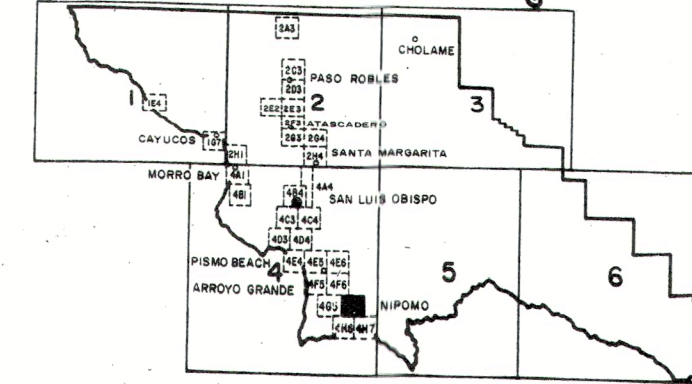 2A3
CHOLAME
2C3
PASO ROBLES
2D3
1
1E4
2E2 2E3
2
3
2F3
ATASCADERO
CAYUCOS
1G7
2G3 2G4
2H1
2H4
SANTA MARGARITA
MORRO BAY
4A1
4A4
4B1
4B4
SAN LUIS OBISPO
4C3 4C4
4D3 4D4
PISMO BEACH
4
4E4 4E5 4E6
5
6
ARROYO GRANDE
4F5 4F6
4G5
NIPOMO
4H6 4H7